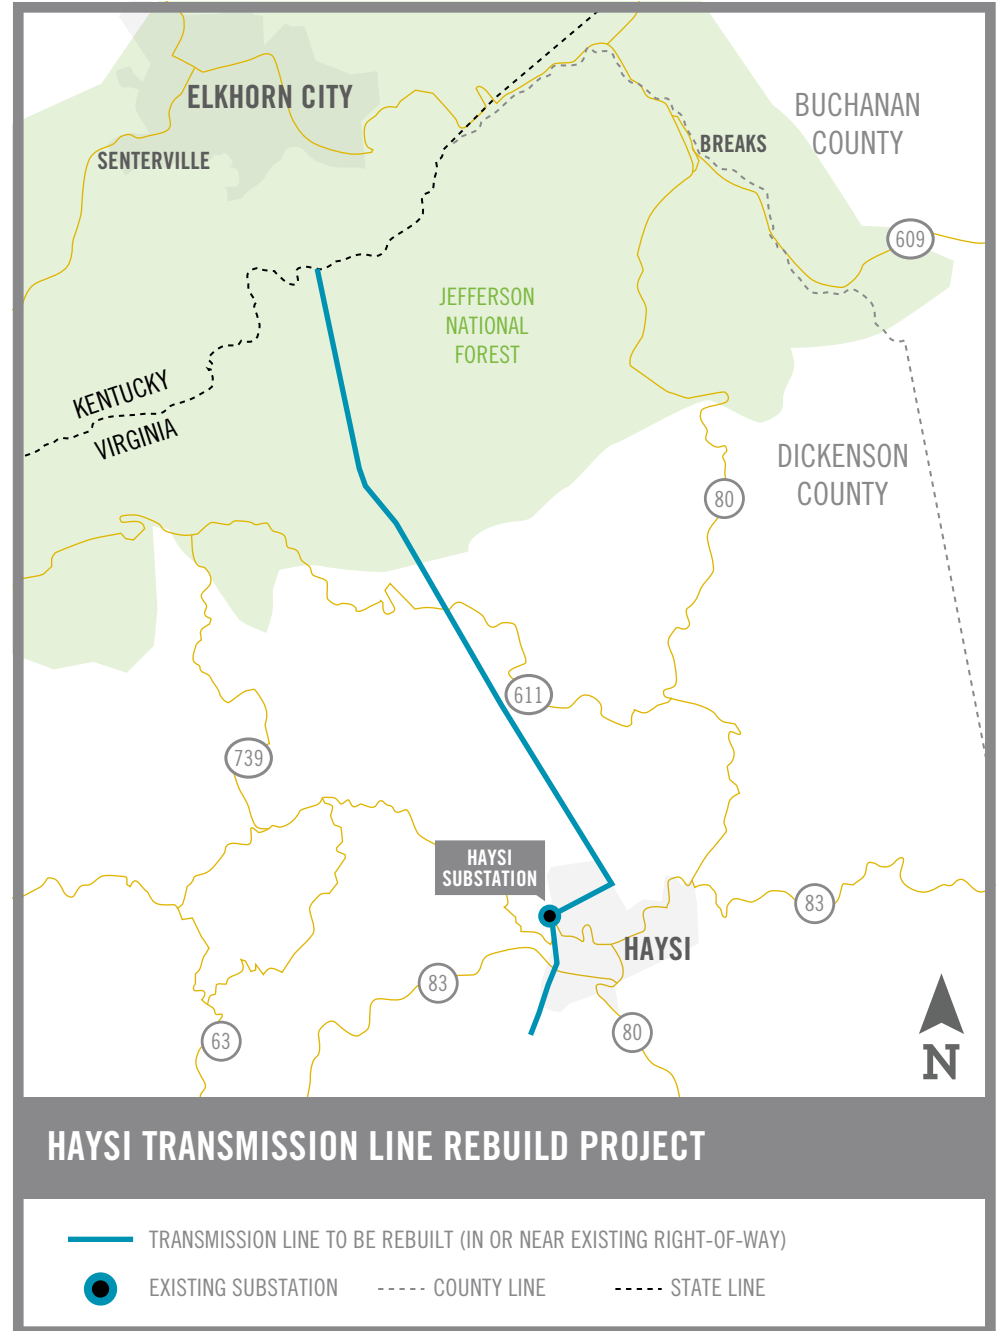 ELKHORN CITY
SENTERVILLE
BUCHANAN
COUNTY
BREAKS
609
JEFFERSON
NATIONAL
FOREST
KENTUCKY
VIRGINIA
DICKENSON
COUNTY
80
611
739
HAYSI
SUBSTATION
83
HAYSI
83
63
80
N
HAYSI TRANSMISSION LINE REBUILD PROJECT
TRANSMISSION LINE TO BE REBUILT (IN OR NEAR EXISTING RIGHT-OF-WAY)
EXISTING SUBSTATION COUNTY LINE STATE LINE